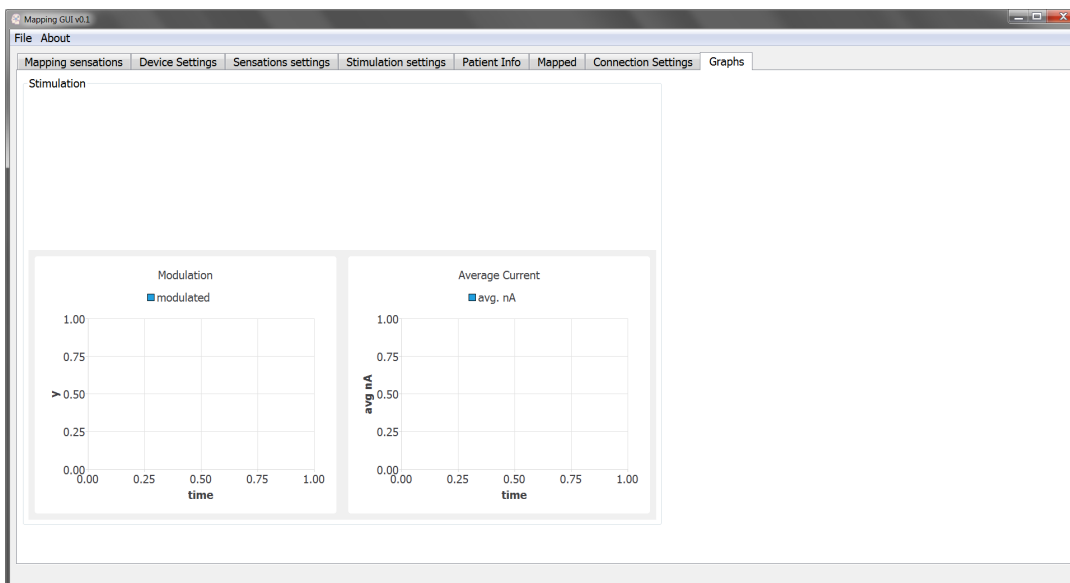 Mapping GUI v0.1
File About
Mapping sensations Device Settings Sensations settings Stimulation settings Patient Info Mapped Connection Settings Graphs
Stimulation
Modulation
modulated
1.00
0.75
y 0.50
0.25
0.00
0.00 0.25 0.50 0.75 1.00
time
Average Current
avg. nA
1.00
0.75
avg nA 0.50
0.25
0.00
0.00 0.25 0.50 0.75 1.00
time